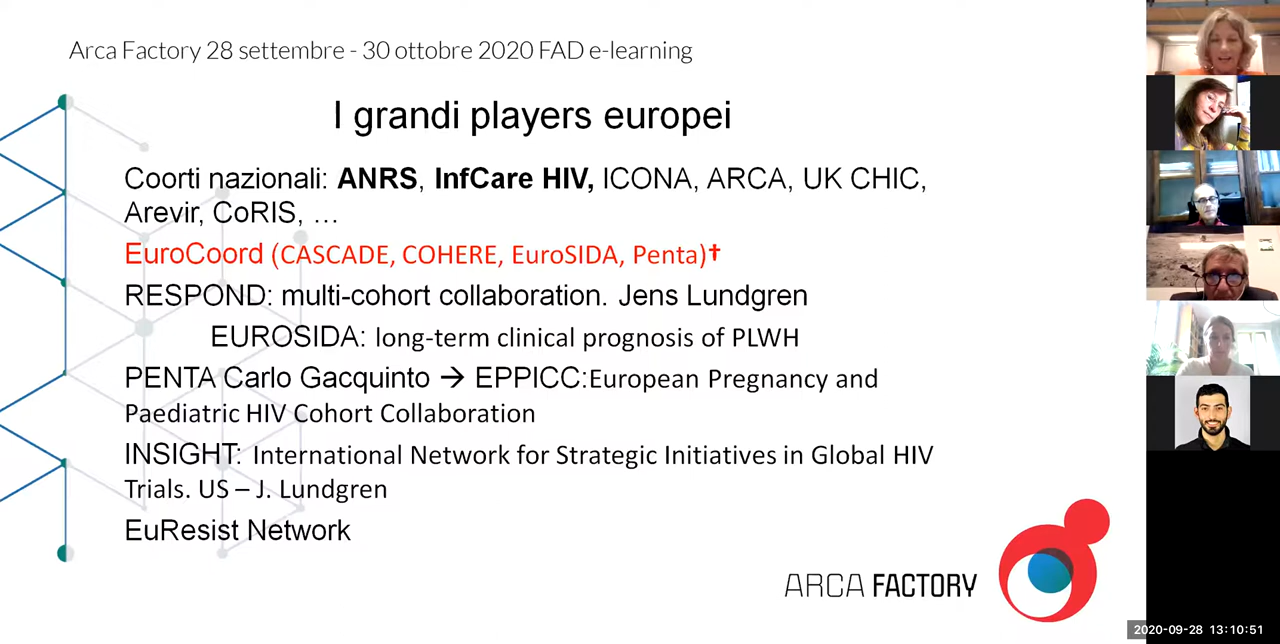 Arca Factory 28 settembre - 30 ottobre 2020 FAD e-learning
I grandi players europei
Coorti nazionali: ANRS, InfCare HIV, ICONA, ARCA, UK CHIC,
Arevir, CoRIS, …
EuroCoord (CASCADE, COHERE, EuroSIDA, Penta)✝
RESPOND: multi-cohort collaboration. Jens Lundgren
EUROSIDA: long-term clinical prognosis of PLWH
PENTA Carlo Gacquinto → EPPICC:European Pregnancy and
Paediatric HIV Cohort Collaboration
INSIGHT: International Network for Strategic Initiatives in Global HIV
Trials. US – J. Lundgren
EuResist Network
ARCA FACTORY
2020-09-28 13:10:51